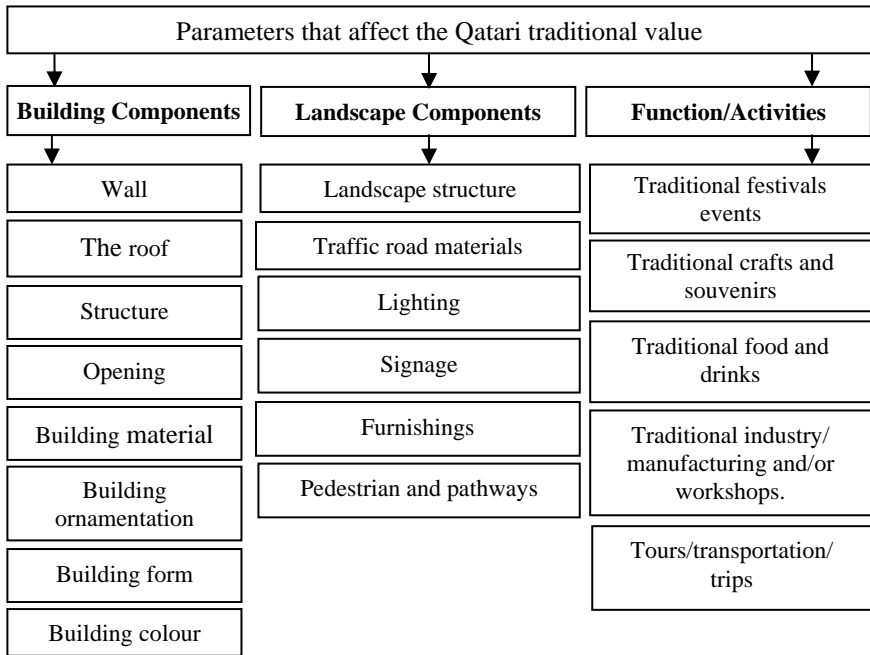 Parameters that affect the Qatari traditional value
Building Components
Wall
The roof
Structure
Opening
Building material
Building
ornamentation
Building form
Building colour
Landscape Components
Landscape structure
Traffic road materials
Lighting
Signage
Furnishings
Pedestrian and pathways
Function/Activities
Traditional festivals
events
Traditional crafts and
souvenirs
Traditional food and
drinks
Traditional industry/
manufacturing and/or
workshops.
Tours/transportation/
trips